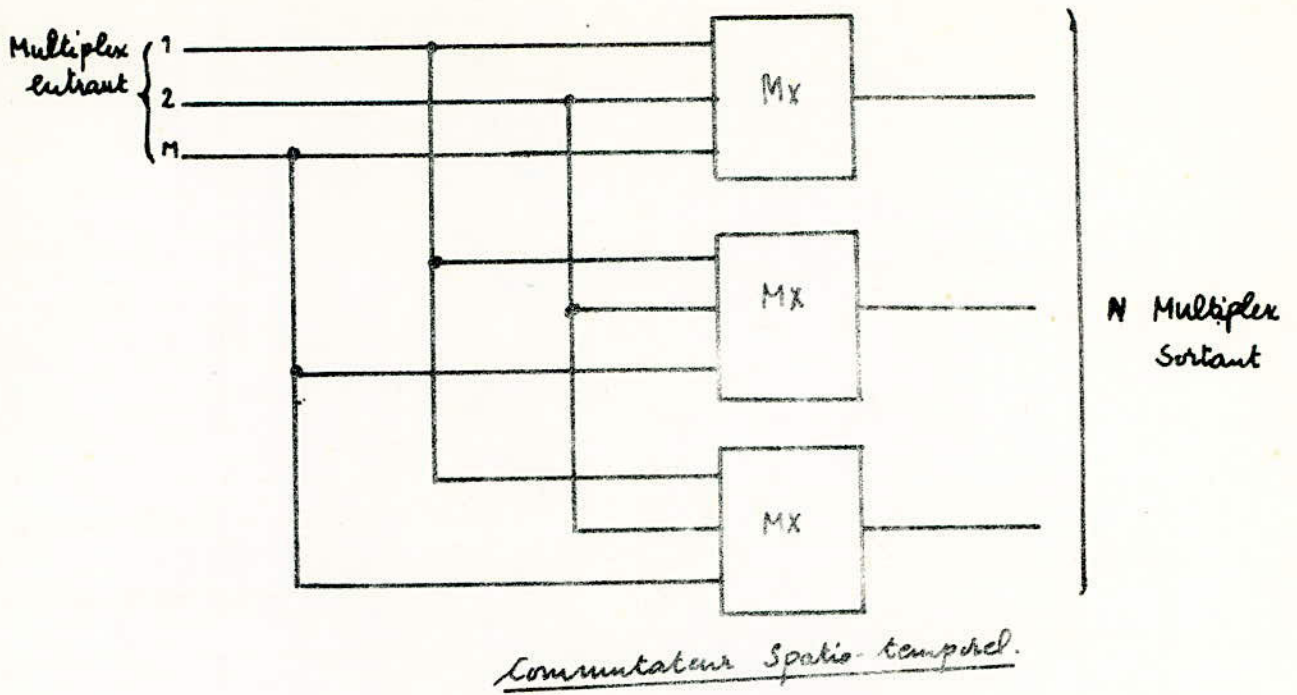 Multiplex
entrant
1
2
M
MX
MX
MX
N Multiplex
Sortant
Commutateur Spatio-temporel.